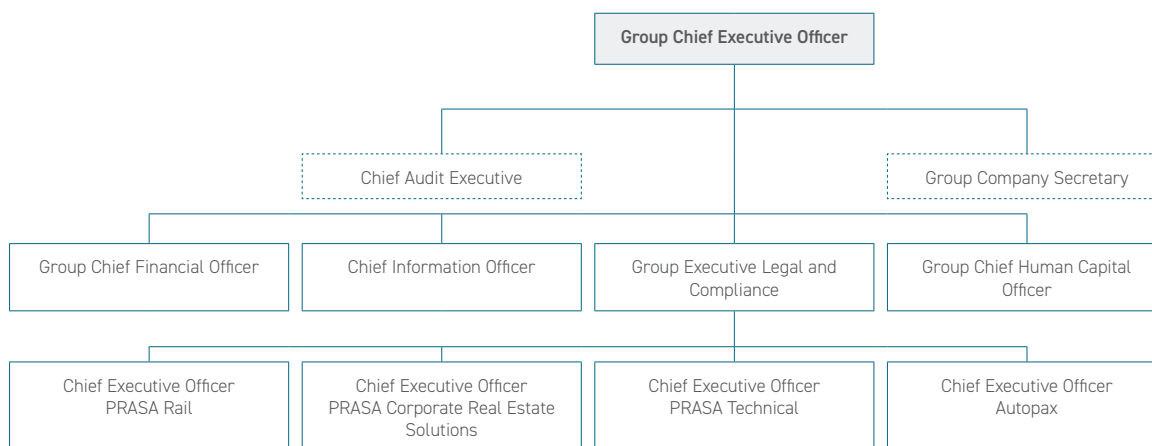 Group Chief Executive Officer
Chief Audit Executive
Group Company Secretary
Group Chief Financial Officer
Chief Information Officer
Group Executive Legal and
Compliance
Group Chief Human Capital
Officer
Chief Executive Officer
PRASA Rail
Chief Executive Officer
PRASA Corporate Real Estate
Solutions
Chief Executive Officer
PRASA Technical
Chief Executive Officer
Autopax